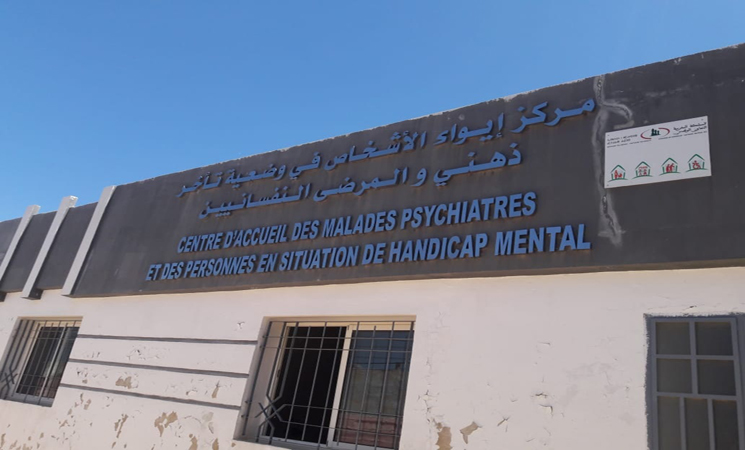 مركز إيواء الأشخاص في وضعية تأخر
ذهني و المرضى النفسانيين
CENTRE D'ACCUEIL DES MALADES PSYCHIATRES
ET DES PERSONNES EN SITUATION DE HANDICAP MENTAL